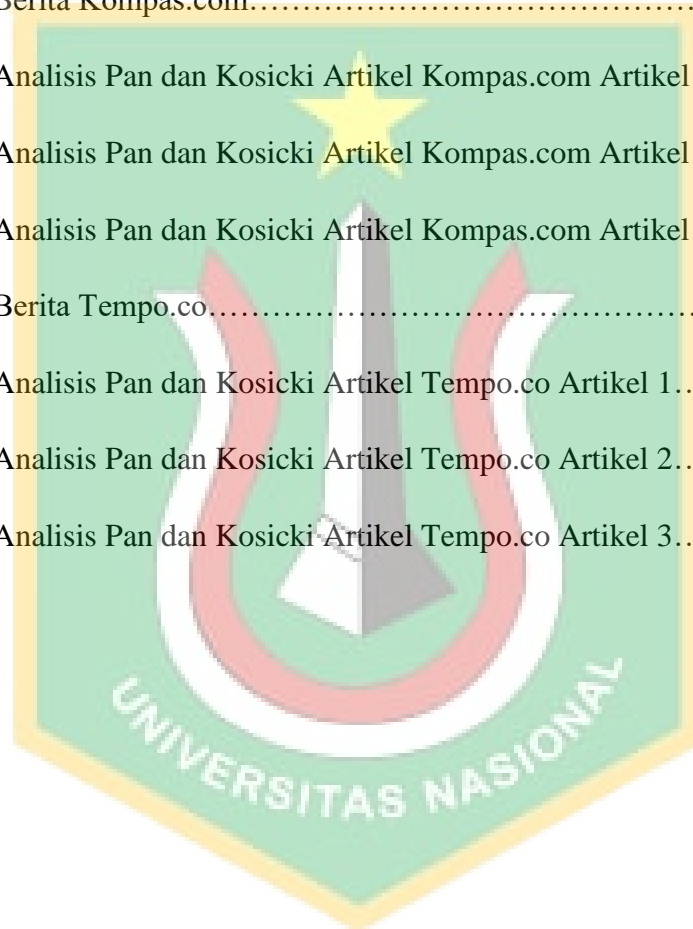 Berita Kompas.com……………………………………
Analisis Pan dan Kosicki Artikel Kompas.com Artikel
Analisis Pan dan Kosicki Artikel Kompas.com Artikel
Analisis Pan dan Kosicki Artikel Kompas.com Artikel
Berita Tempo.co……………………………………….
Analisis Pan dan Kosicki Artikel Tempo.co Artikel 1…
Analisis Pan dan Kosicki Artikel Tempo.co Artikel 2…
Analisis Pan dan Kosicki Artikel Tempo.co Artikel 3…
UNIVERSITAS NASIONAL